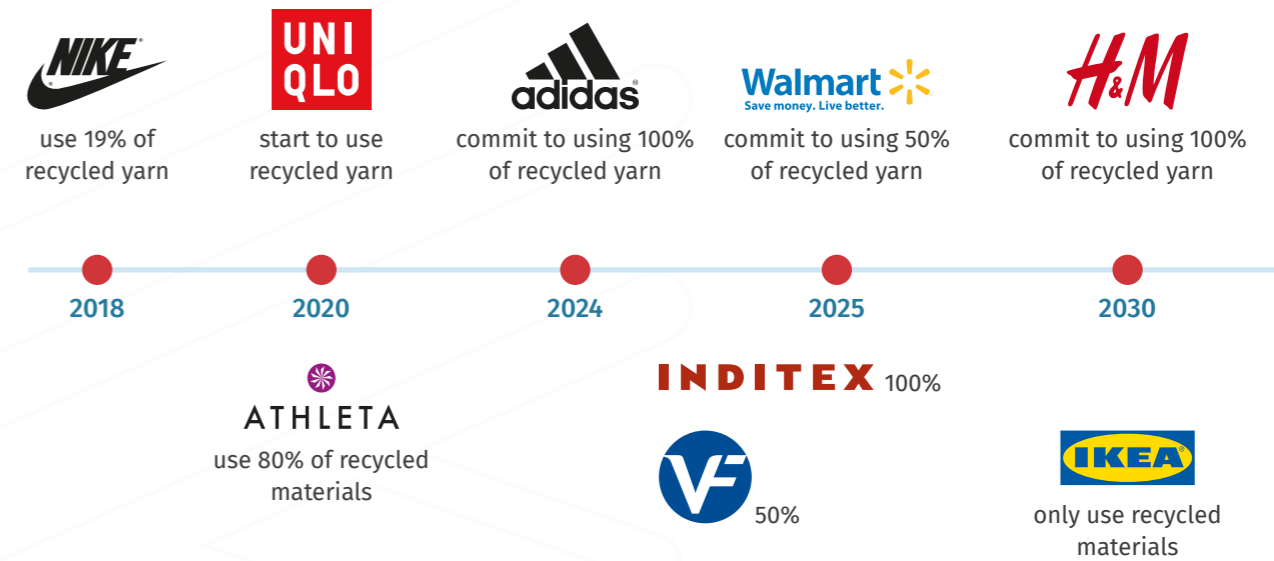 NIKE
use 19% of
recycled yarn
UNI
QLO
start to use
recycled yarn
adidas
commit to using 100%
of recycled yarn
Walmart
Save money. Live better.
commit to using 50%
of recycled yarn
H&M
commit to using 100%
of recycled yarn
2018
2020
2024
2025
2030
ATHLETA
use 80% of recycled
materials
INDITEX 100%
VF 50%
IKEA
only use recycled
materials